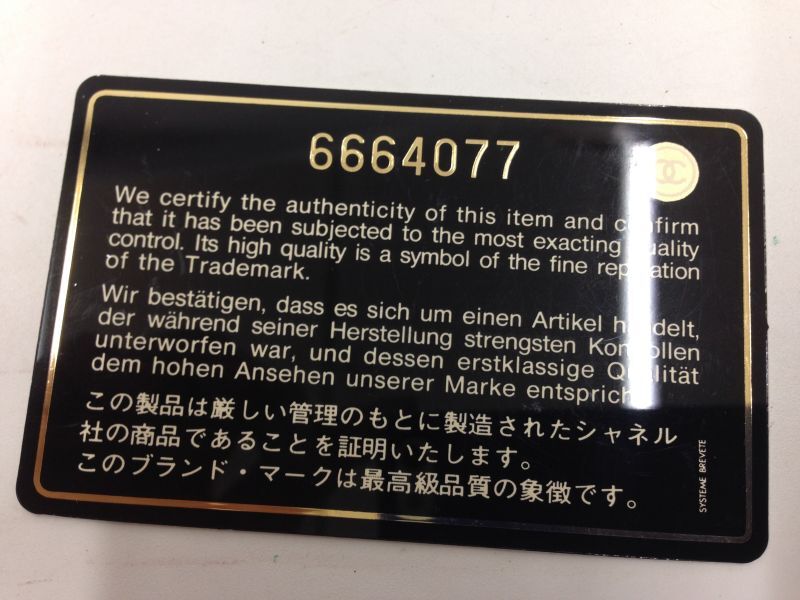 6664077
We certify the authenticity of this item and confirm
that it has been subjected to the most exacting quality
control. Its high quality is a symbol of the fine reputation
of the Trademark.
Wir bestätigen, dass es sich um einen Artikel handelt,
der während seiner Herstellung strengsten Kontrollen
unterworfen war, und dessen erstklassige Qualität
dem hohen Ansehen unserer Marke entspricht.
この製品は厳しい管理のもとに製造されたシャネル
社の商品であることを証明いたします。
このブランド・マークは最高級品質の象徴です。
SYSTEME BREVETE